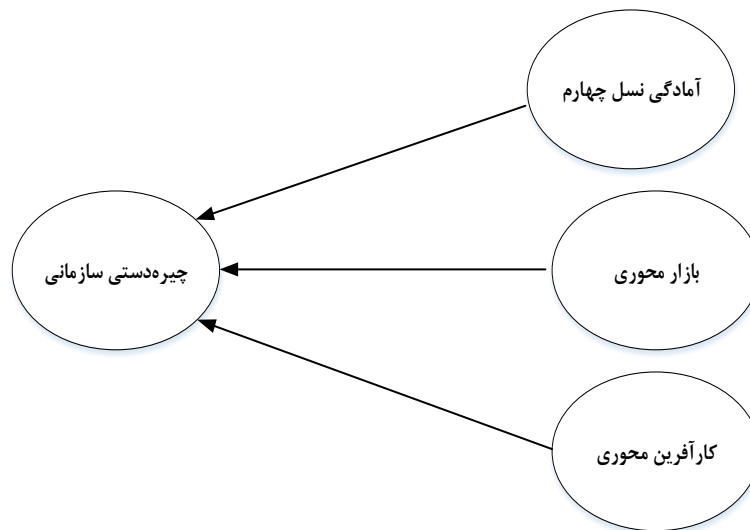 آمادگی نسل چهارم
چیره‌دستی سازمانی
بازار محوری
کارآفرین محوری